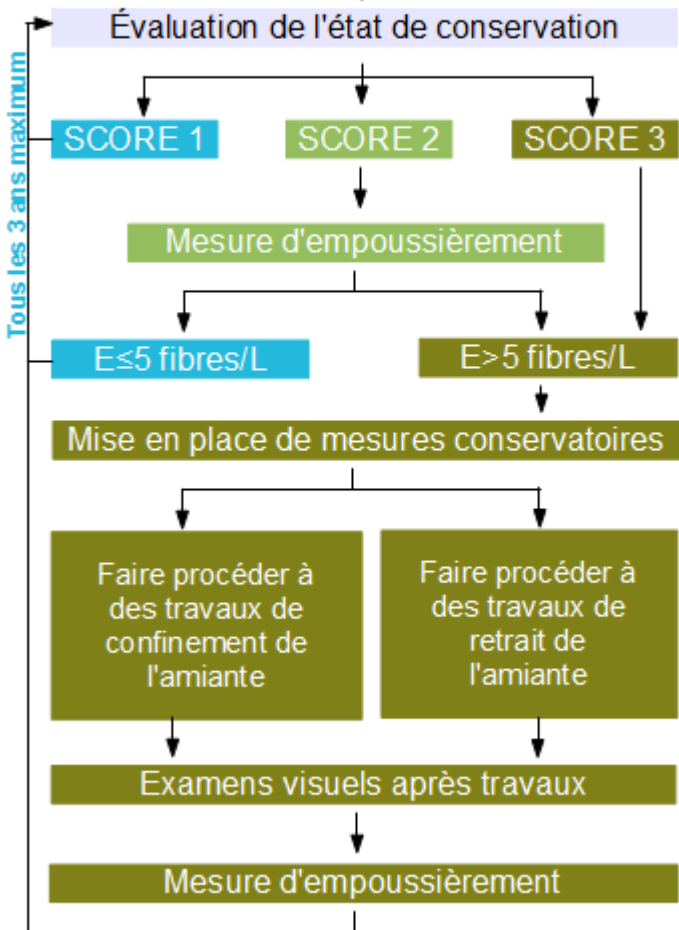 Évaluation de l'état de conservation
Tous les 3 ans maximum
SCORE 1
SCORE 2
SCORE 3
Mesure d'empoussièrement
E≤5 fibres/L
E>5 fibres/L
Mise en place de mesures conservatoires
Faire procéder à
des travaux de
confinement de
l'amiante
Faire procéder à
des travaux de
retrait de
l'amiante
Examens visuels après travaux
Mesure d'empoussièrement